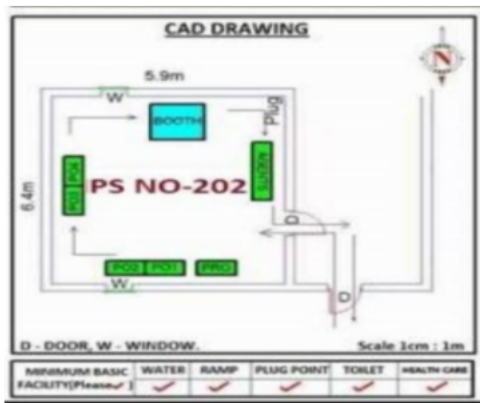 CAD DRAWING
N
5.9m
W
BOOTH
Plug
6.4m
AGENTS
PS NO-202
D
PO2 PO1 PRO
W
D
D - DOOR, W - WINDOW.
Scale 1cm : 1m
MINIMUM BASIC FACILITY(Please✓ )
WATER
RAMP
PLUG POINT
TOILET
HEALTH CARE